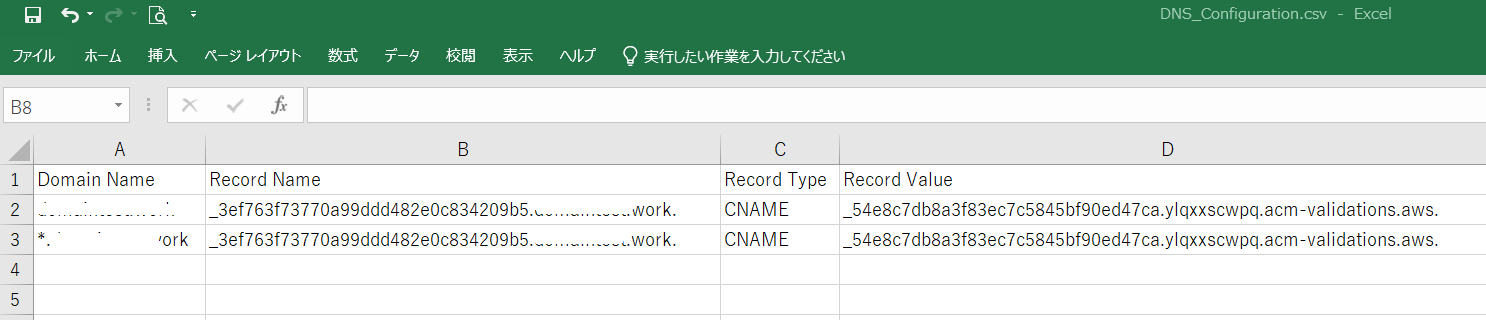 DNS_Configuration.csv - Excel
ファイル ホーム 挿入 ページ レイアウト 数式 データ 校閲 表示 ヘルプ 実行したい作業を入力してください
B8 fx
A B C D
1 Domain Name Record Name Record Type Record Value
2 _3ef763f73770a99ddd482e0c834209b5. work. CNAME _54e8c7db8a3f83ec7c5845bf90ed47ca.ylqxxscwpq.acm-validations.aws.
3 *. work _3ef763f73770a99ddd482e0c834209b5. work. CNAME _54e8c7db8a3f83ec7c5845bf90ed47ca.ylqxxscwpq.acm-validations.aws.
4
5